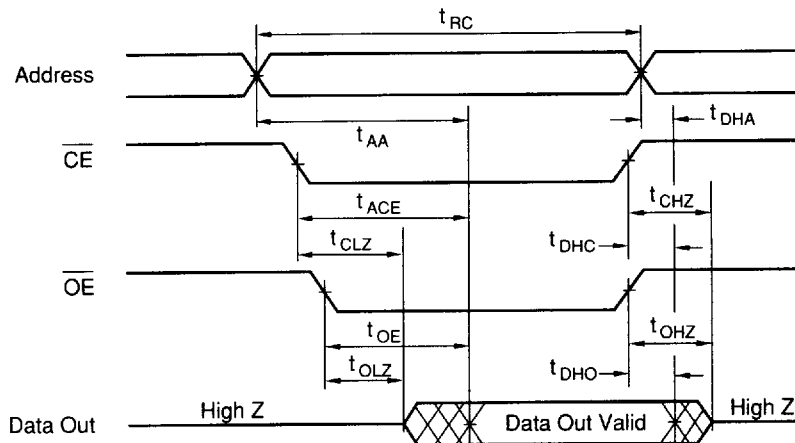 tRC
Address
tDHA
tAA
CE
tACE
tCHZ
tCLZ
tDHC
OE
tOE
tOHZ
tOLZ
tDHO
Data Out
High Z
Data Out Valid
High Z